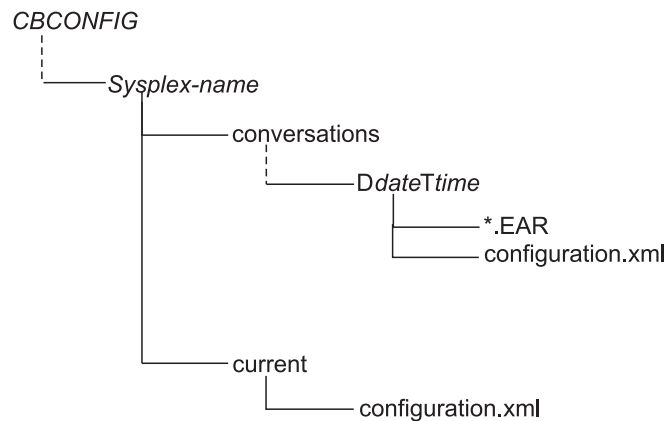 CBCONFIG
Sysplex-name
conversations
DdateTtime
*.EAR
configuration.xml
current
configuration.xml